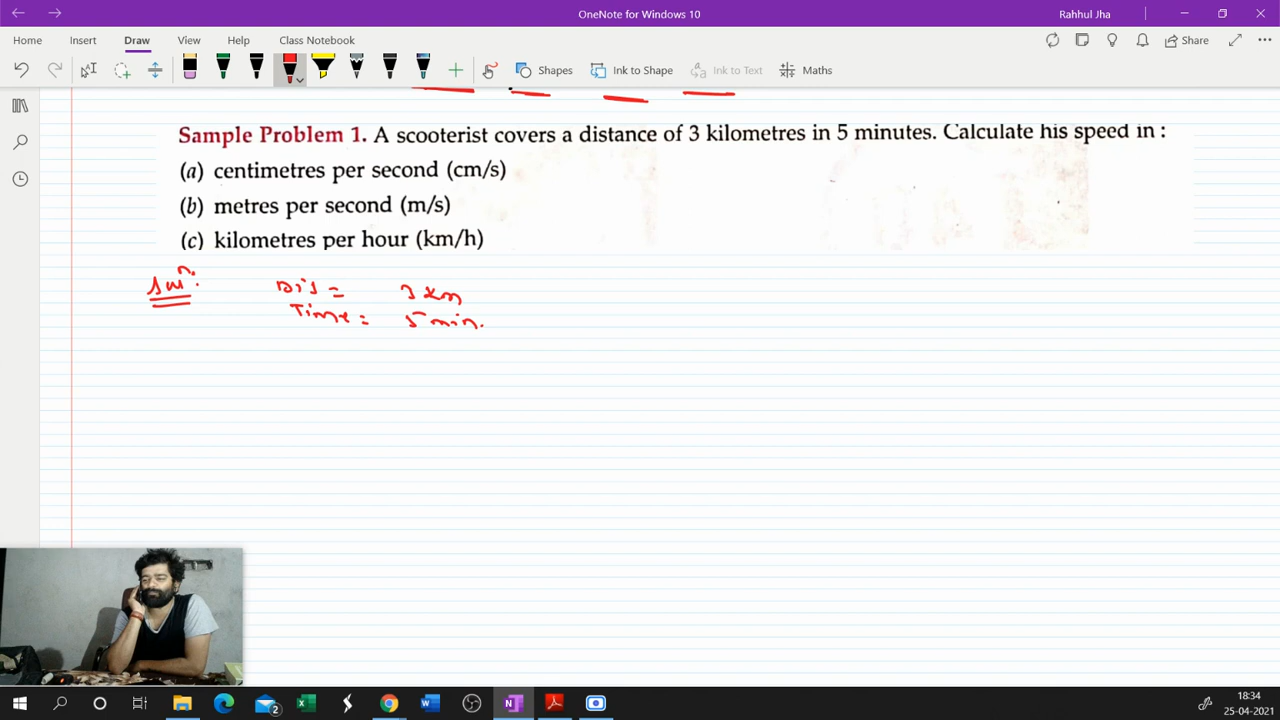 OneNote for Windows 10
Rahhul Jha
Home Insert Draw View Help Class Notebook
Share
Shapes Ink to Shape Ink to Text Maths
Sample Problem 1. A scooterist covers a distance of 3 kilometres in 5 minutes. Calculate his speed in :
(a) centimetres per second (cm/s)
(b) metres per second (m/s)
(c) kilometres per hour (km/h)
Dis = 3 km
Time = 5 min.
2
18:34
25-04-2021